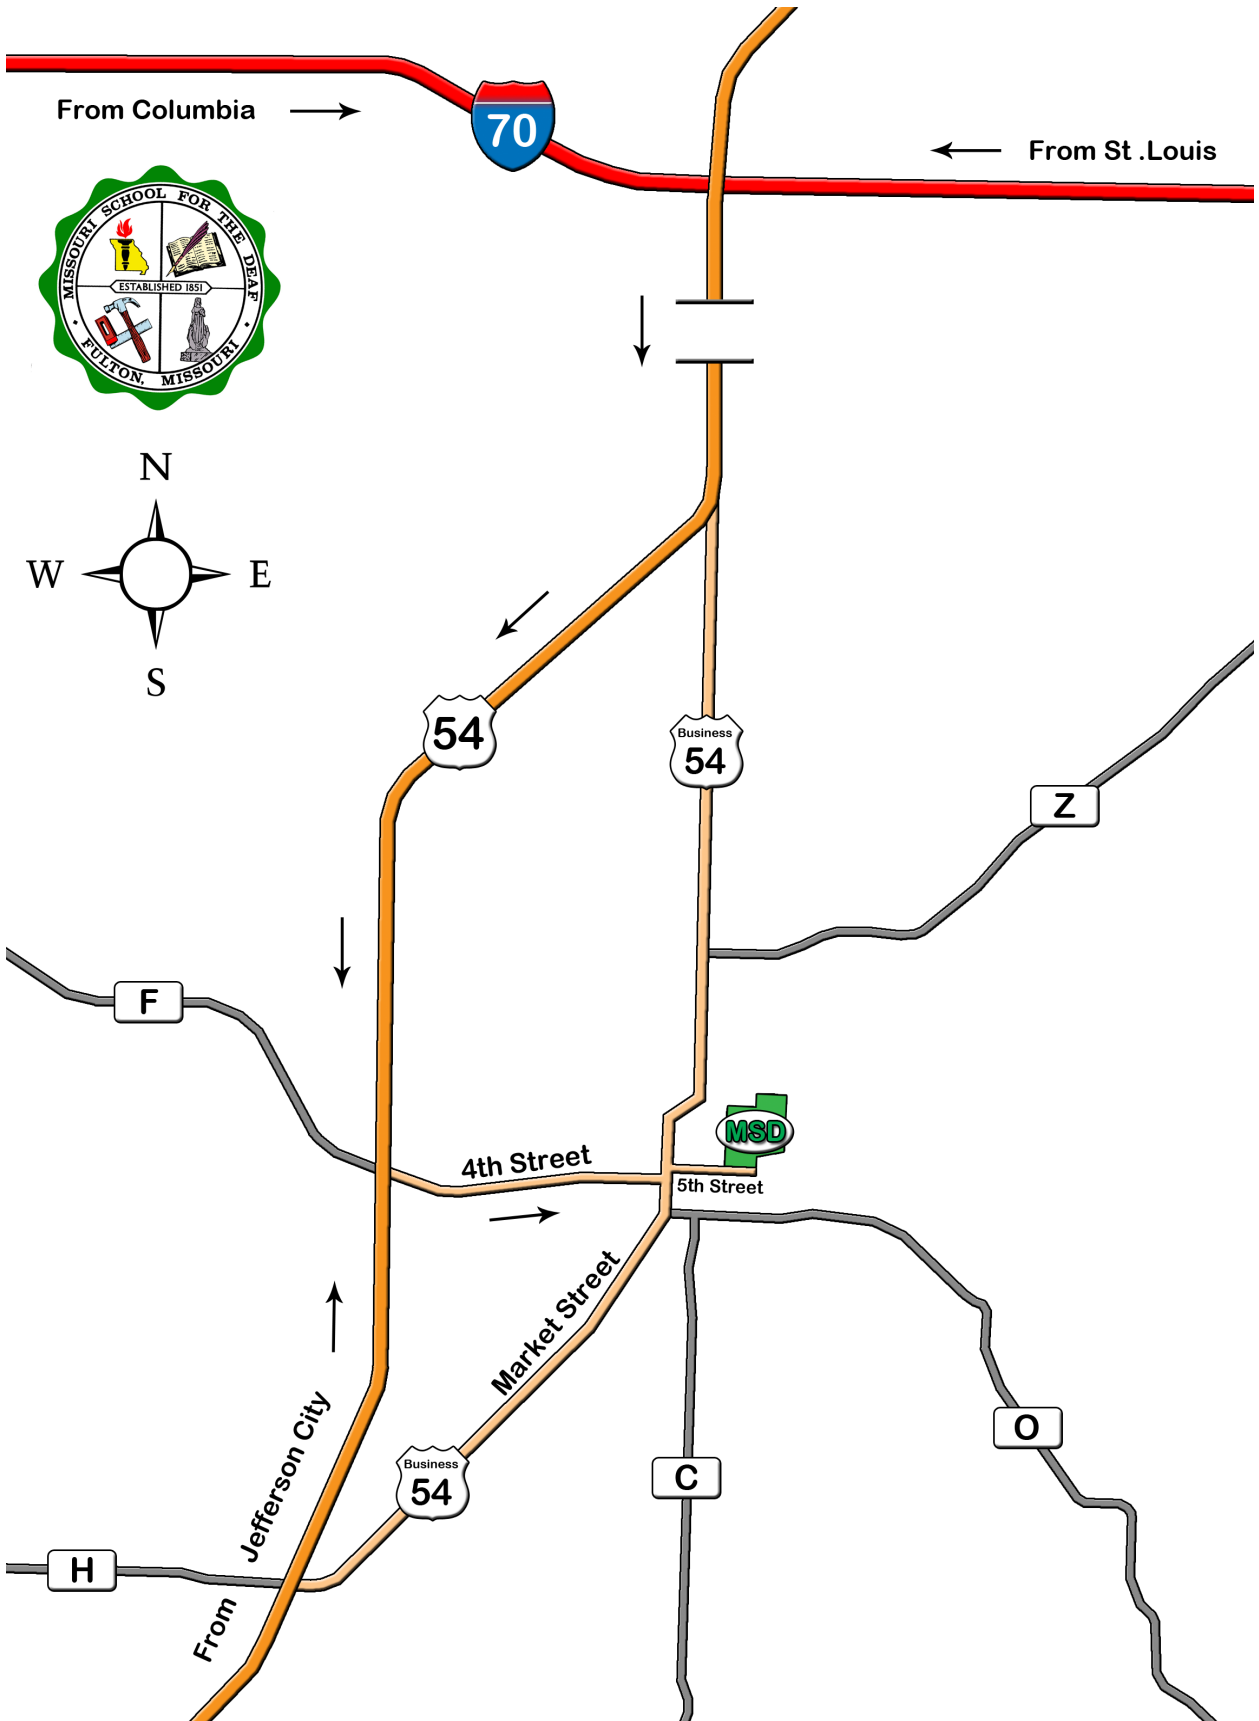 From Columbia
70
From St .Louis
MISSOURI SCHOOL FOR THE DEAF
ESTABLISHED 1851
• FULTON, MISSOURI •
N
W
E
S
54
Business
54
Z
F
MSD
4th Street
5th Street
Market Street
Jefferson City
From
O
Business
54
C
H